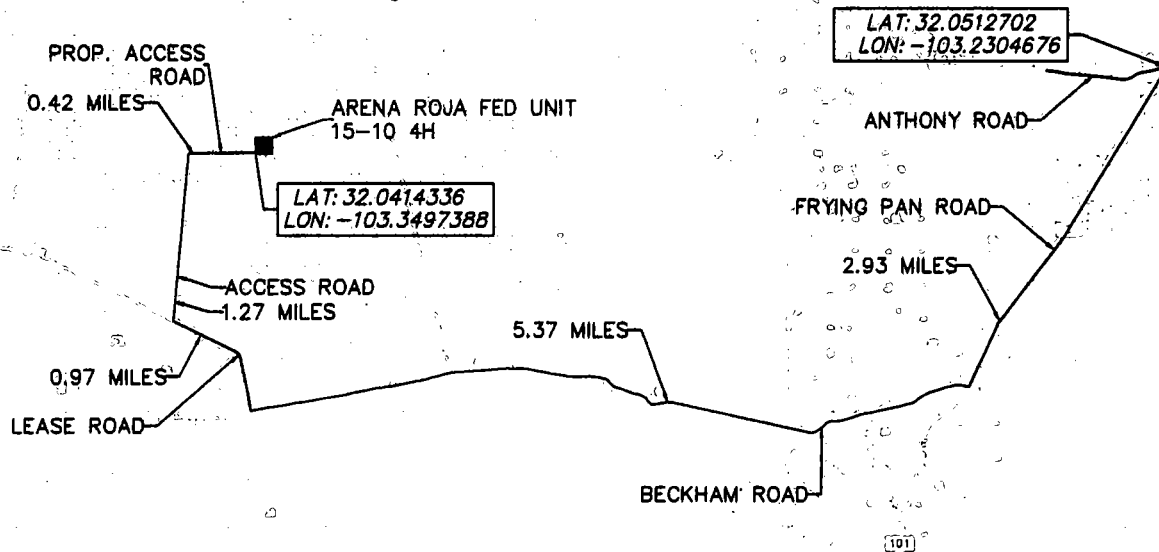 LAT: 32.0512702
LON: -103.2304676
PROP. ACCESS
ROAD
0.42 MILES
ARENA ROJA FED UNIT
15-10 4H
ANTHONY ROAD
LAT: 32.0414336
LON: -103.3497388
FRYING PAN ROAD
2.93 MILES
ACCESS ROAD
1.27 MILES
5.37 MILES
0.97 MILES
LEASE ROAD
BECKHAM ROAD
101